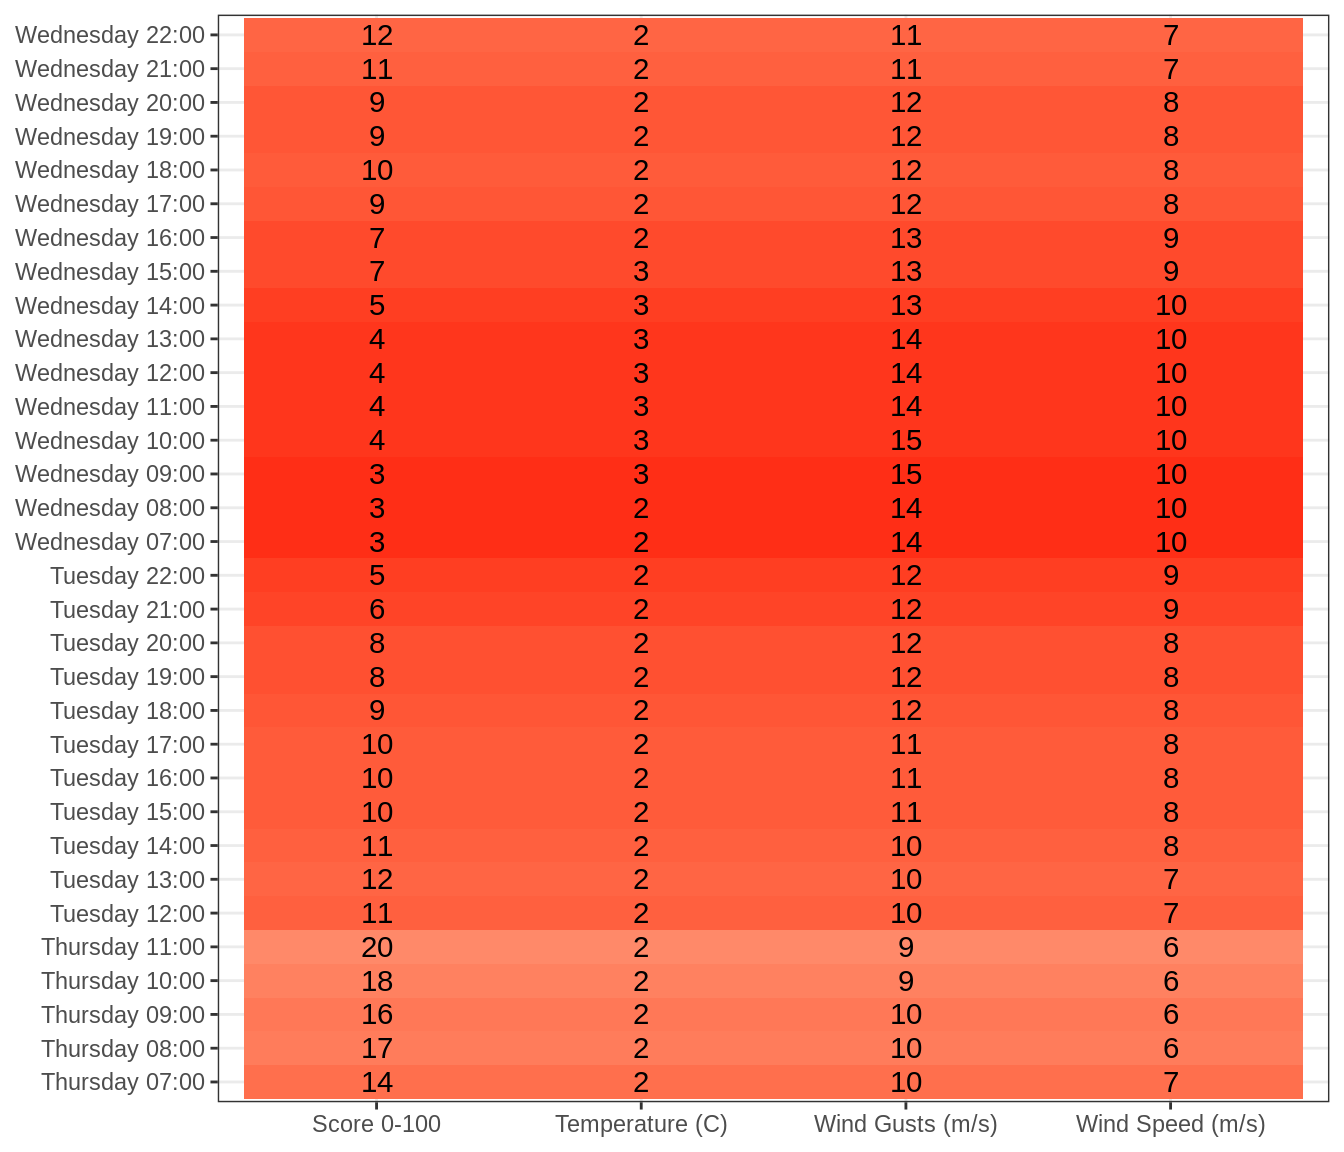 Wednesday 22:00 12 2 11 7
Wednesday 21:00 11 2 11 7
Wednesday 20:00 9 2 12 8
Wednesday 19:00 9 2 12 8
Wednesday 18:00 10 2 12 8
Wednesday 17:00 9 2 12 8
Wednesday 16:00 7 2 13 9
Wednesday 15:00 7 3 13 9
Wednesday 14:00 5 3 13 10
Wednesday 13:00 4 3 14 10
Wednesday 12:00 4 3 14 10
Wednesday 11:00 4 3 14 10
Wednesday 10:00 4 3 15 10
Wednesday 09:00 3 3 15 10
Wednesday 08:00 3 2 14 10
Wednesday 07:00 3 2 14 10
Tuesday 22:00 5 2 12 9
Tuesday 21:00 6 2 12 9
Tuesday 20:00 8 2 12 8
Tuesday 19:00 8 2 12 8
Tuesday 18:00 9 2 12 8
Tuesday 17:00 10 2 11 8
Tuesday 16:00 10 2 11 8
Tuesday 15:00 10 2 11 8
Tuesday 14:00 11 2 10 8
Tuesday 13:00 12 2 10 7
Tuesday 12:00 11 2 10 7
Thursday 11:00 20 2 9 6
Thursday 10:00 18 2 9 6
Thursday 09:00 16 2 10 6
Thursday 08:00 17 2 10 6
Thursday 07:00 14 2 10 7
Score 0-100 Temperature (C) Wind Gusts (m/s) Wind Speed (m/s)